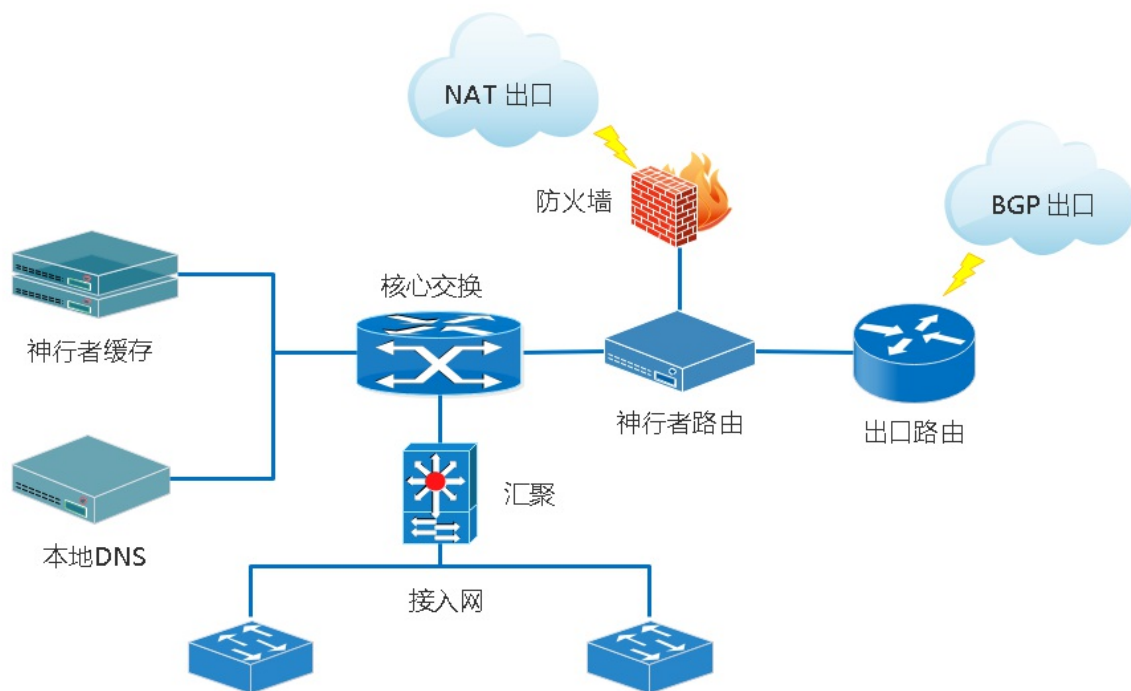 NAT 出口
防火墙
BGP 出口
核心交换
神行者缓存
神行者路由
出口路由
汇聚
本地DNS
接入网